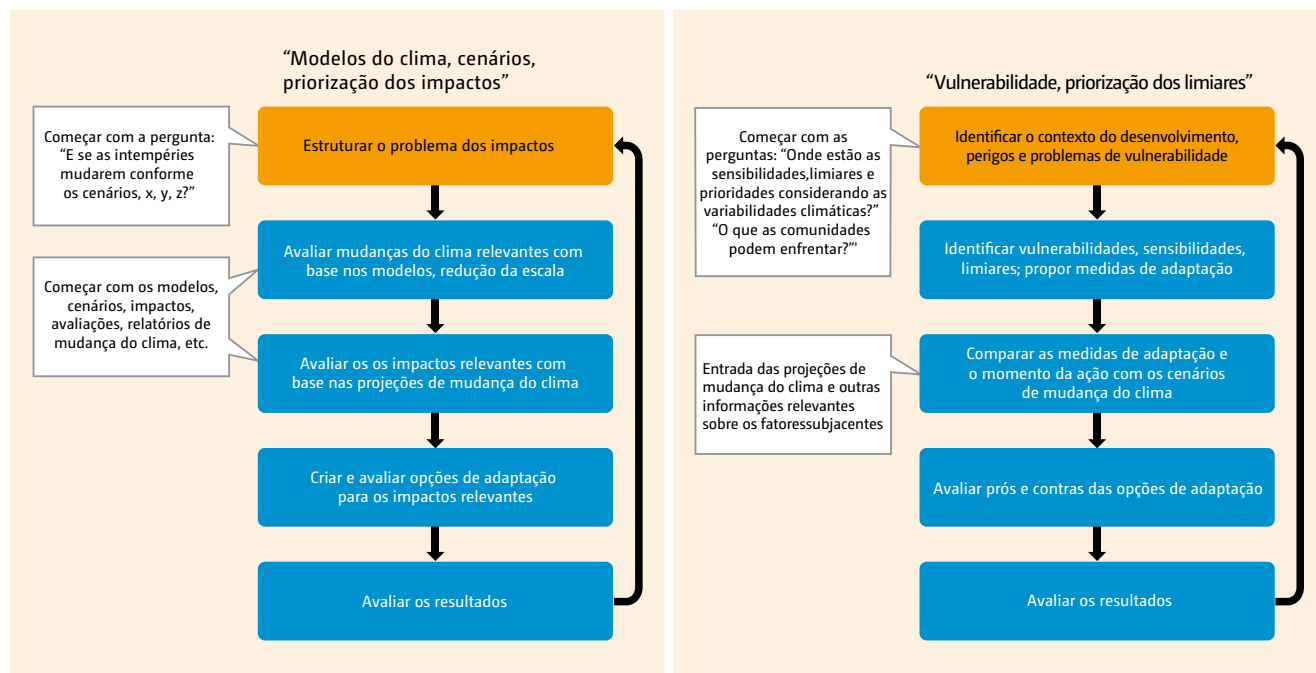 “Modelos do clima, cenários,
priorização dos impactos”
Começar com a pergunta:
“E se as intempéries
mudarem conforme
os cenários, x, y, z?”
Estruturar o problema dos impactos
Avaliar mudanças do clima relevantes com
base nos modelos, redução da escala
Começar com os modelos,
cenários, impactos,
avaliações, relatórios de
mudança do clima, etc.
Avaliar os os impactos relevantes com
base nas projeções de mudança do clima
Criar e avaliar opções de adaptação
para os impactos relevantes
Avaliar os resultados
“Vulnerabilidade, priorização dos limiares”
Começar com as
perguntas: “Onde estão as
sensibilidades,limiares e
prioridades considerando as
variabilidades climáticas?”
“O que as comunidades
podem enfrentar?”'
Identificar o contexto do desenvolvimento,
perigos e problemas de vulnerabilidade
Identificar vulnerabilidades, sensibilidades,
limiares; propor medidas de adaptação
Entrada das projeções de
mudança do clima e outras
informações relevantes
sobre os fatoressubjacentes
Comparar as medidas de adaptação e
o momento da ação com os cenários
de mudança do clima
Avaliar prós e contras das opções de adaptação
Avaliar os resultados